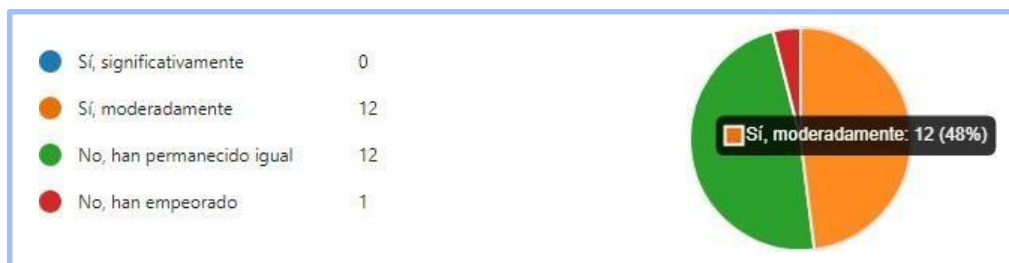 Sí, significativamente 0
Sí, moderadamente 12
No, han permanecido igual 12
No, han empeorado 1
Sí, moderadamente: 12 (48%)